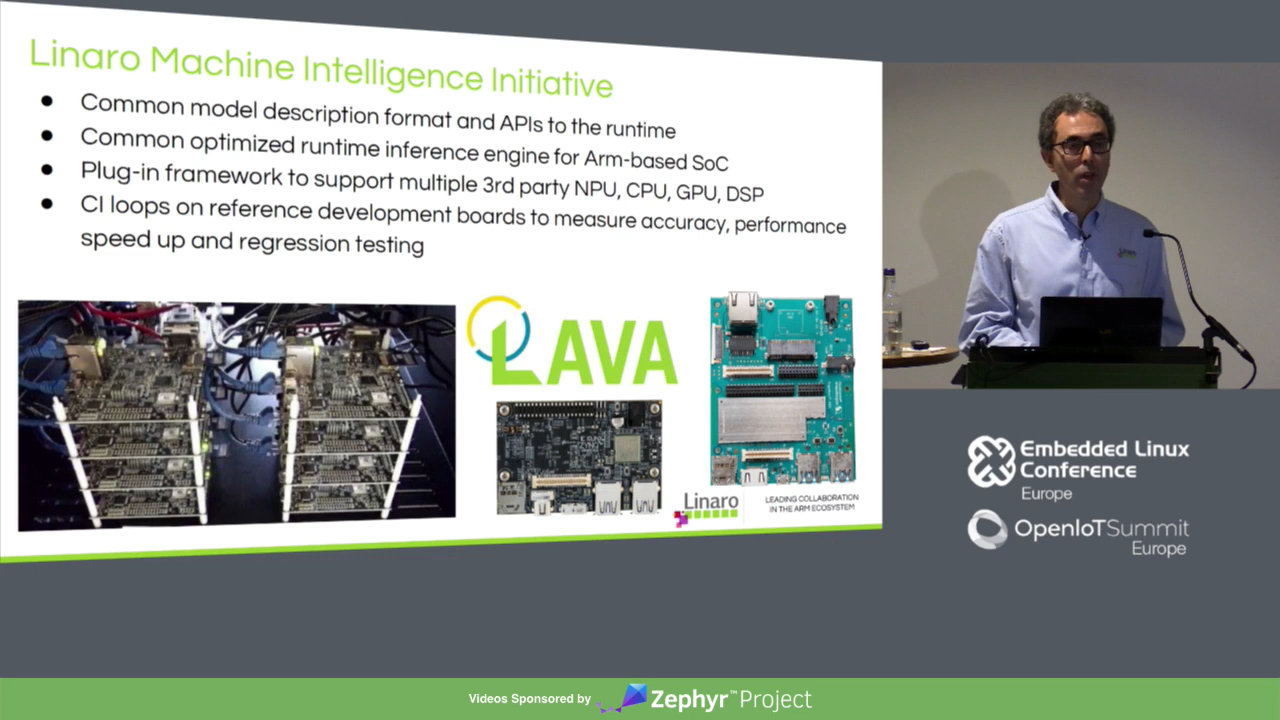 Linaro Machine Intelligence Initiative
● Common model description format and APIs to the runtime
● Common optimized runtime inference engine for Arm-based SoC
● Plug-in framework to support multiple 3rd party NPU, CPU, GPU, DSP
● CI loops on reference development boards to measure accuracy, performance
speed up and regression testing
LAVA
Linaro
LEADING COLLABORATION
IN THE ARM ECOSYSTEM
Linaro
Embedded Linux
Conference
Europe
OpenIoTSummit
Europe
Videos Sponsored by Zephyr™Project